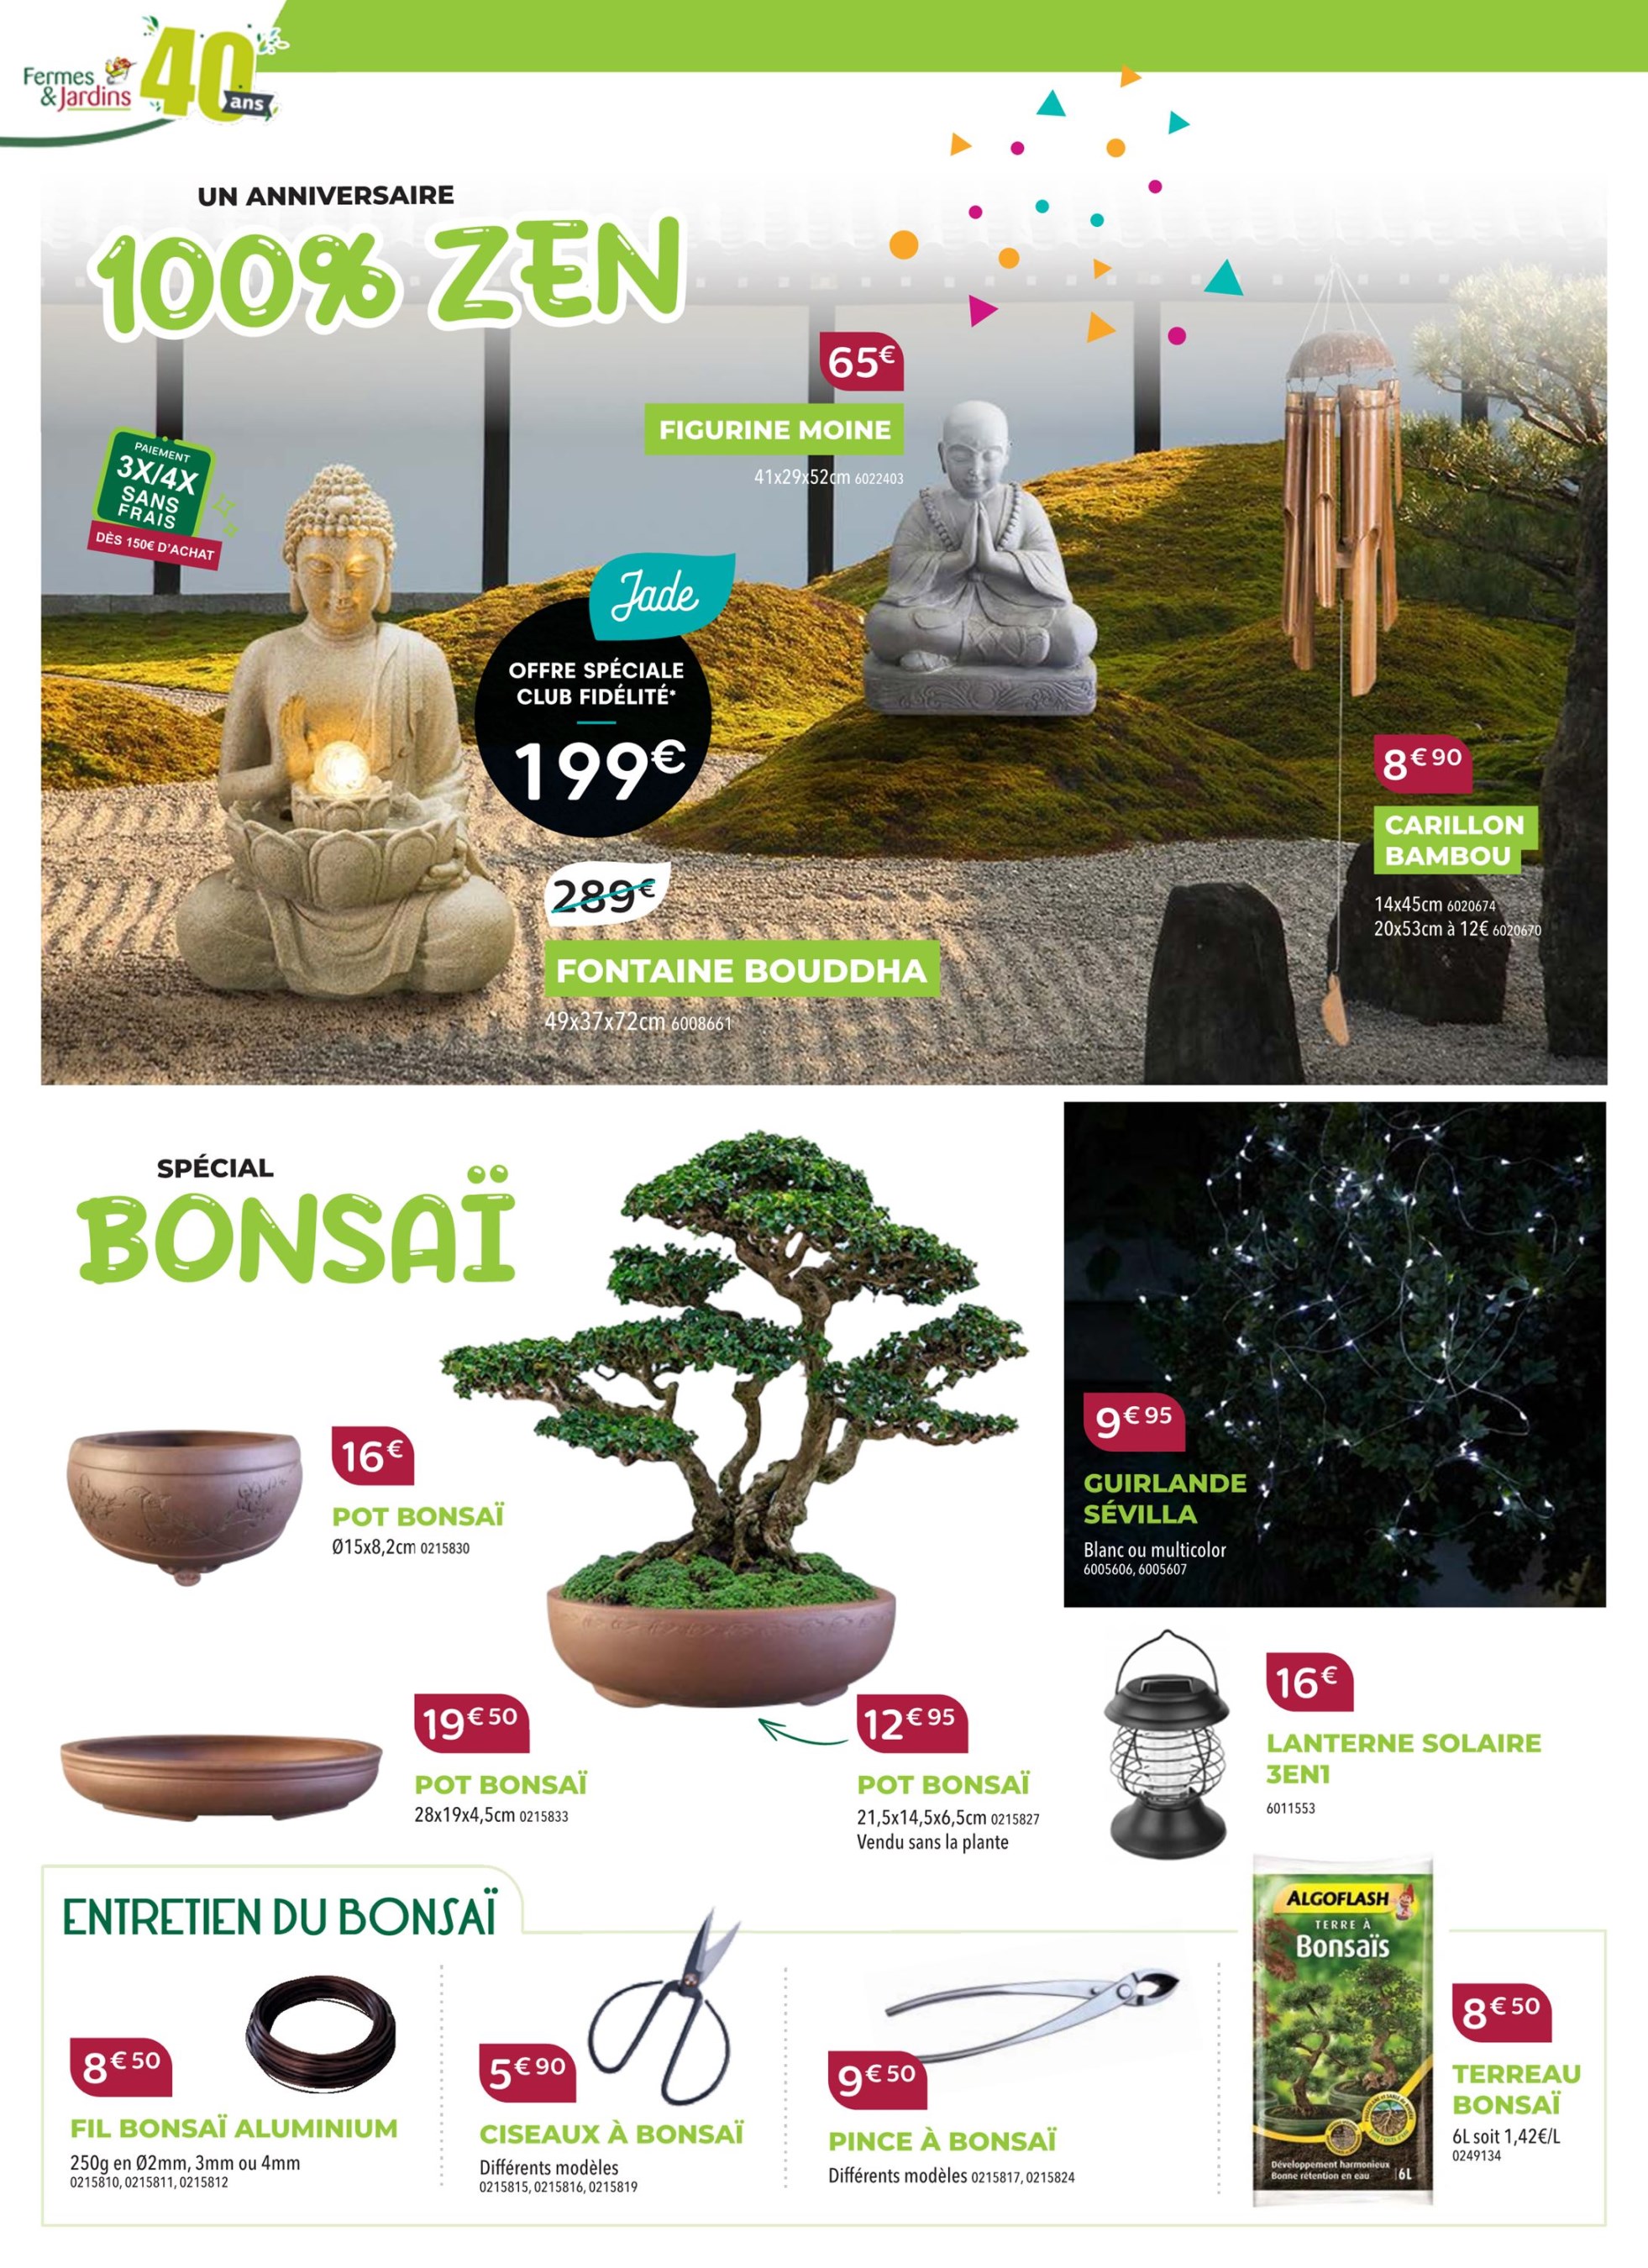 Fermes
&Jardins
40
ans
UN ANNIVERSAIRE
100% ZEN
65€
FIGURINE MOINE
41x29x52cm 6022403
PAIEMENT
3X/4X
SANS
FRAIS
DÈS 150€ D'ACHAT
Jade
OFFRE SPÉCIALE
CLUB FIDÉLITÉ*
199€
289€
FONTAINE BOUDDHA
49x37x72cm 6008661
8€90
CARILLON
BAMBOU
14x45cm 6020674
20x53cm à 12€ 6020670
SPÉCIAL
BONSAÏ
16€
POT BONSAÏ
Ø15x8,2cm 0215830
9€95
GUIRLANDE
SÉVILLA
Blanc ou multicolor
6005606, 6005607
19€50
POT BONSAÏ
28x19x4,5cm 0215833
12€95
POT BONSAÏ
21,5x14,5x6,5cm 0215827
Vendu sans la plante
16€
LANTERNE SOLAIRE
3EN1
6011553
ENTRETIEN DU BONSAÏ
8€50
FIL BONSAÏ ALUMINIUM
250g en Ø2mm, 3mm ou 4mm
0215810, 0215811, 0215812
5€90
CISEAUX À BONSAÏ
Différents modèles
0215815, 0215816, 0215819
9€50
PINCE À BONSAÏ
Différents modèles 0215817, 0215824
ALGOFLASH
TERRE À
Bonsaïs
Développement harmonieux
Bonne rétention en eau
6L
8€50
TERREAU
BONSAÏ
6L soit 1,42€/L
0249134